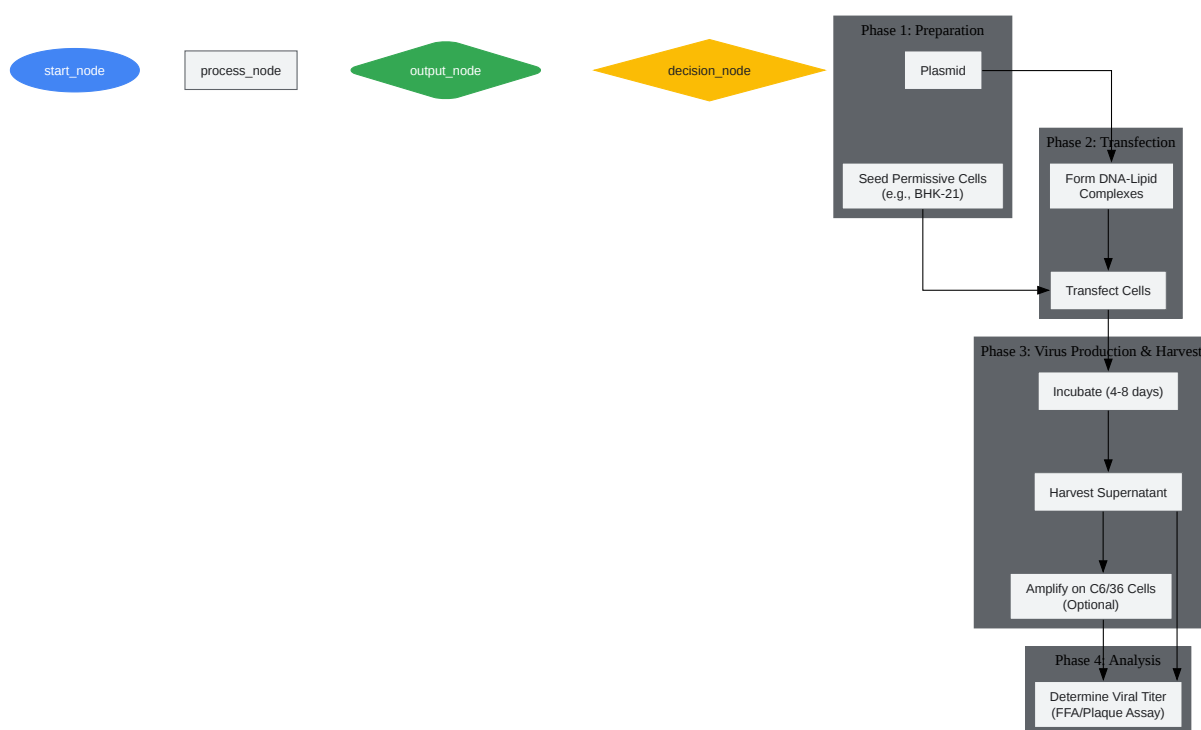 start_node
process_node
output_node
decision_node
Phase 1: Preparation
Plasmid
Seed Permissive Cells
(e.g., BHK-21)
Phase 2: Transfection
Form DNA-Lipid
Complexes
Transfect Cells
Phase 3: Virus Production & Harvest
Incubate (4-8 days)
Harvest Supernatant
Amplify on C6/36 Cells
(Optional)
Phase 4: Analysis
Determine Viral Titer
(FFA/Plaque Assay)